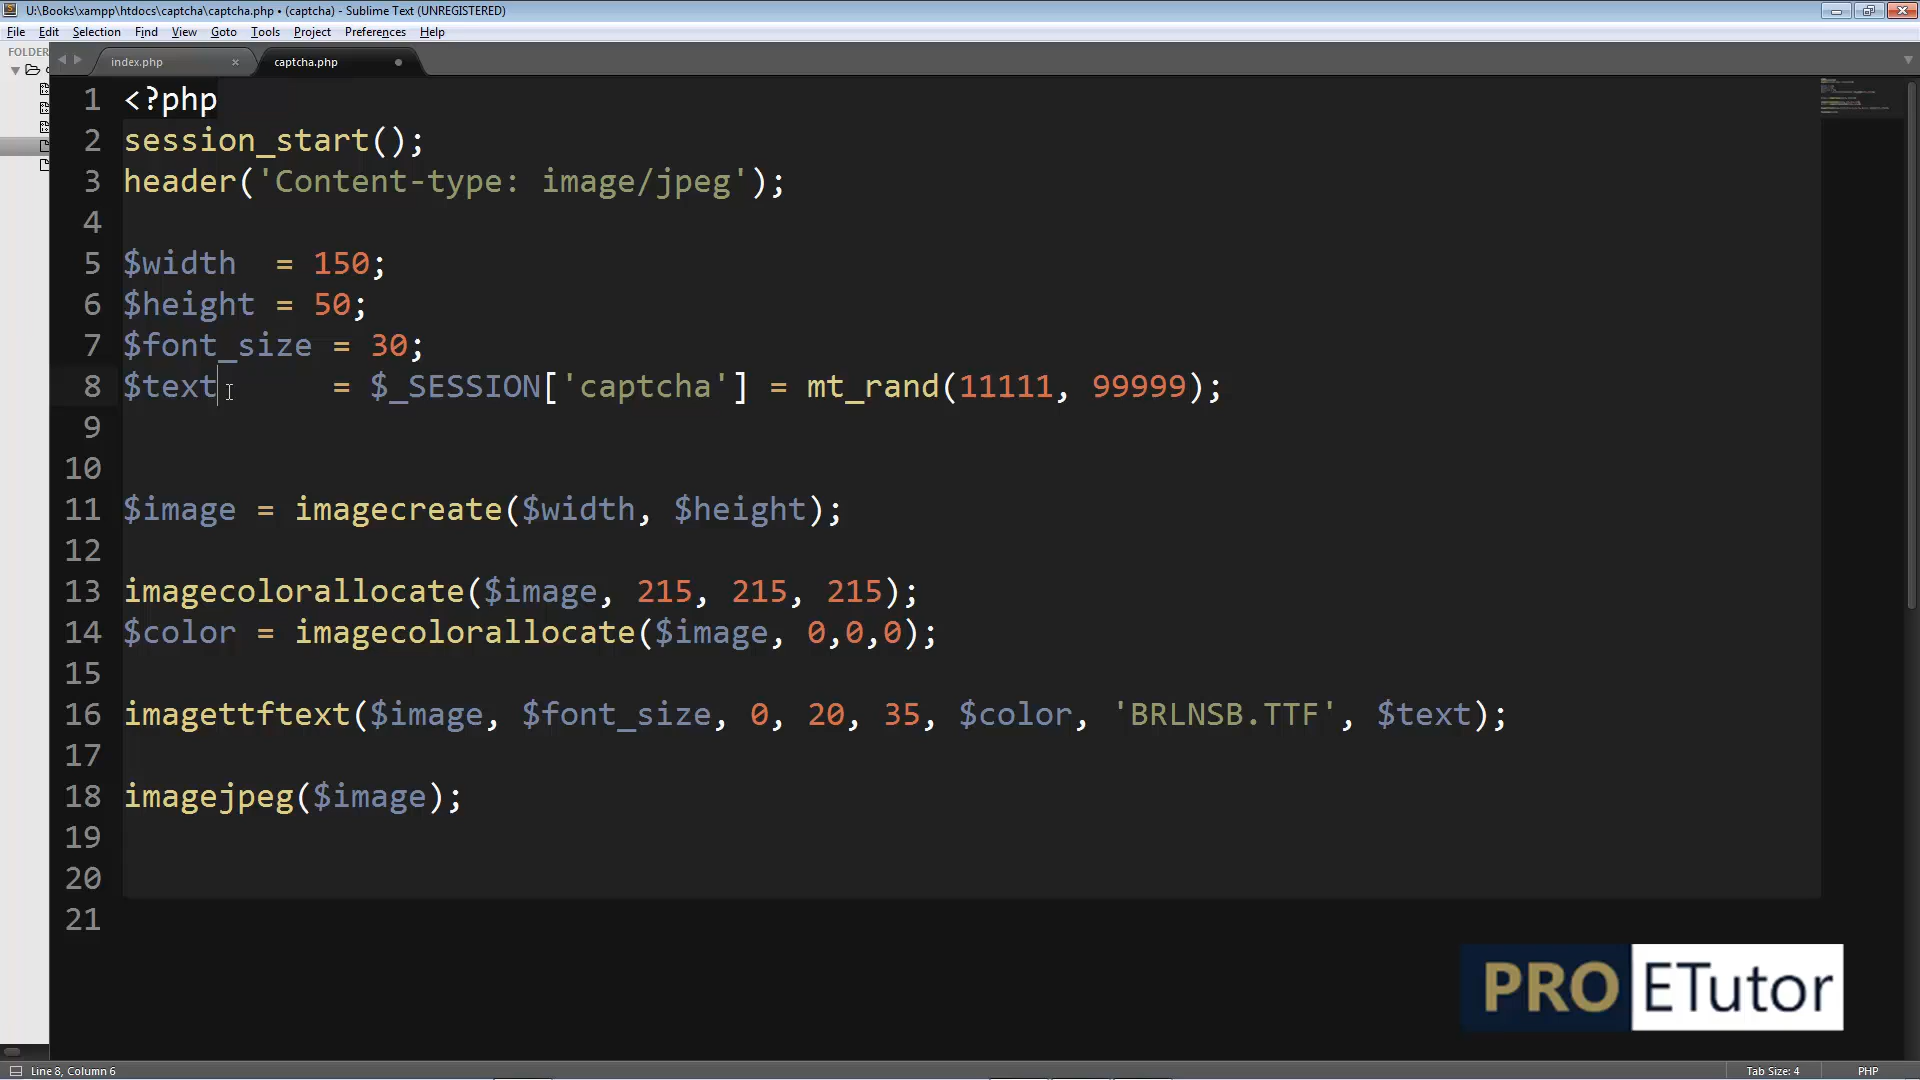 U:\Books\xampp\htdocs\captcha\captcha.php • (captcha) - Sublime Text (UNREGISTERED)
File Edit Selection Find View Goto Tools Project Preferences Help
FOLDER
index.php captcha.php
1 <?php
2 session_start();
3 header('Content-type: image/jpeg');
4
5 $width  = 150;
6 $height = 50;
7 $font_size = 30;
8 $text      = $_SESSION['captcha'] = mt_rand(11111, 99999);
9
10
11 $image = imagecreate($width, $height);
12
13 imagecolorallocate($image, 215, 215, 215);
14 $color = imagecolorallocate($image, 0,0,0);
15
16 imagettftext($image, $font_size, 0, 20, 35, $color, 'BRLNSB.TTF', $text);
17
18 imagejpeg($image);
19
20
21
PRO ETutor
Line 8, Column 6 Tab Size: 4 PHP